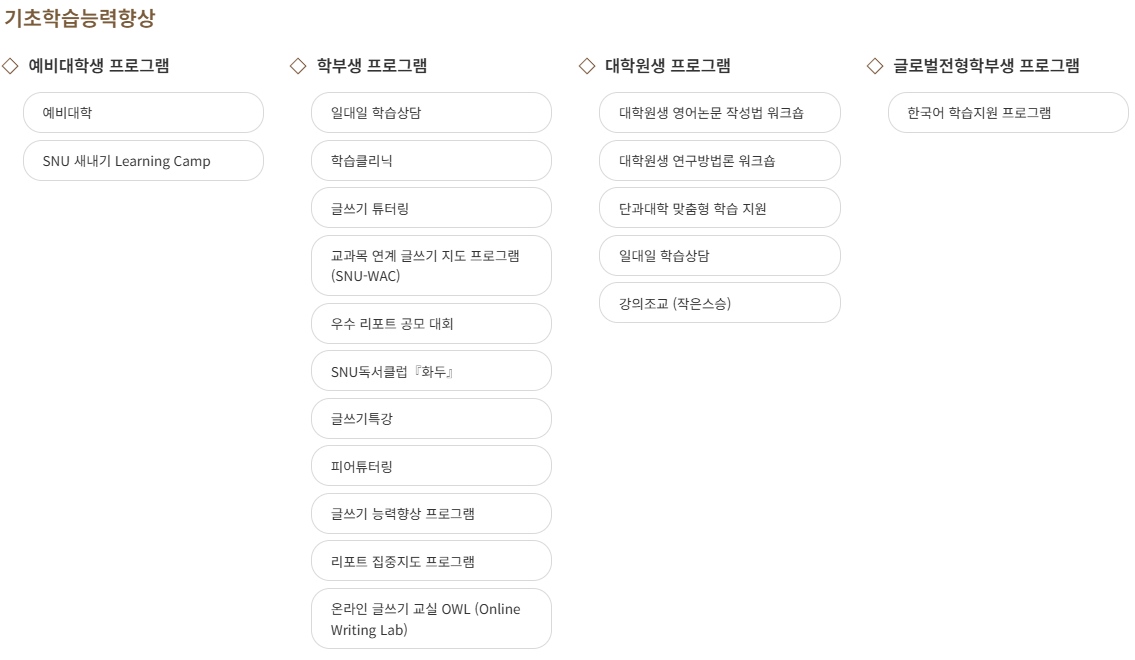 기초학습능력향상
예비대학생 프로그램
예비대학
SNU 새내기 Learning Camp
학부생 프로그램
일대일 학습상담
학습클리닉
글쓰기 튜터링
교과목 연계 글쓰기 지도 프로그램
(SNU-WAC)
우수 리포트 공모 대회
SNU독서클럽『화두』
글쓰기특강
피어튜터링
글쓰기 능력향상 프로그램
리포트 집중지도 프로그램
온라인 글쓰기 교실 OWL (Online
Writing Lab)
대학원생 프로그램
대학원생 영어논문 작성법 워크숍
대학원생 연구방법론 워크숍
단과대학 맞춤형 학습 지원
일대일 학습상담
강의조교 (작은스승)
글로벌전형학부생 프로그램
한국어 학습지원 프로그램